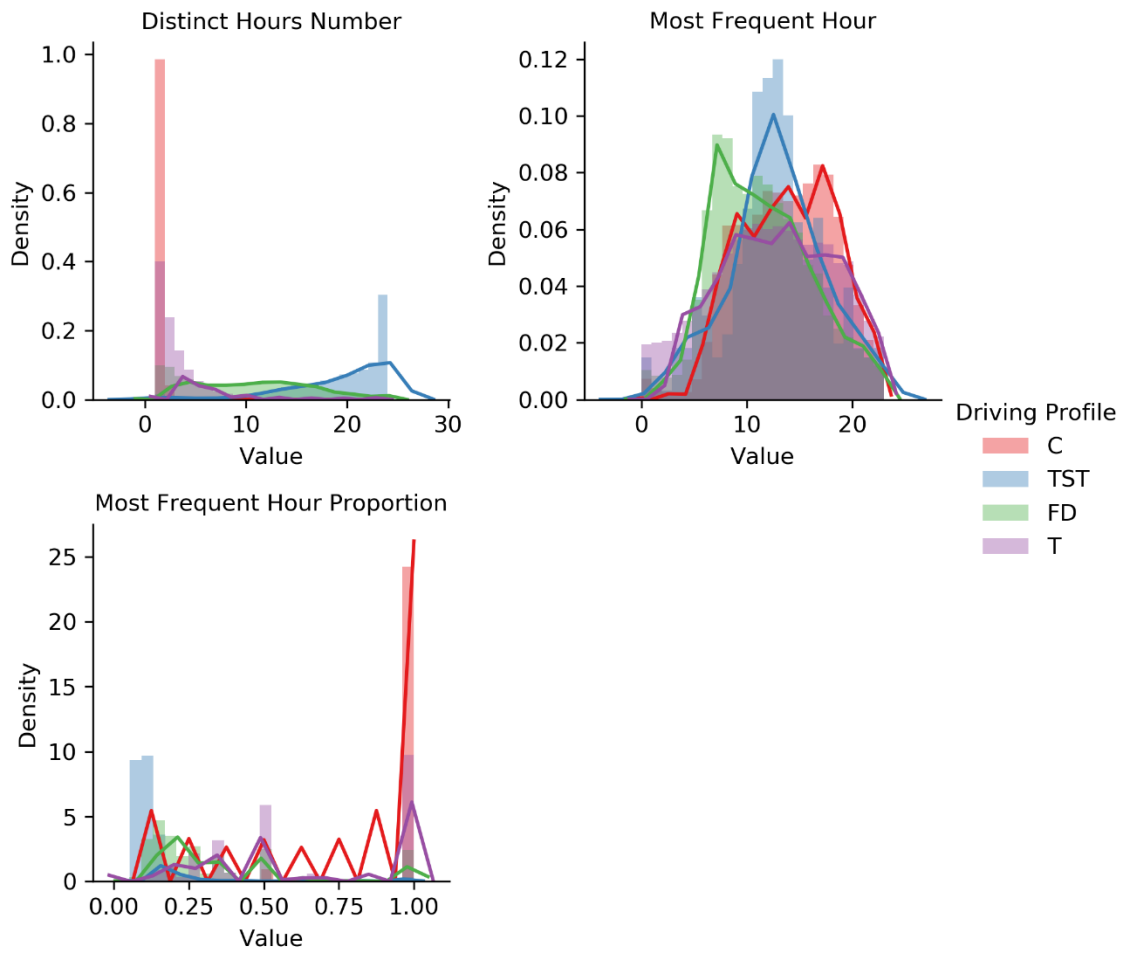 Distinct Hours Number
1.0
0.8
0.6
0.4
0.2
0.0
Density
0 10 20 30
Value
Most Frequent Hour
0.12
0.10
0.08
0.06
0.04
0.02
0.00
Density
0 10 20
Value
Driving Profile
C
TST
FD
T
Most Frequent Hour Proportion
25
20
15
10
5
0
Density
0.00 0.25 0.50 0.75 1.00
Value